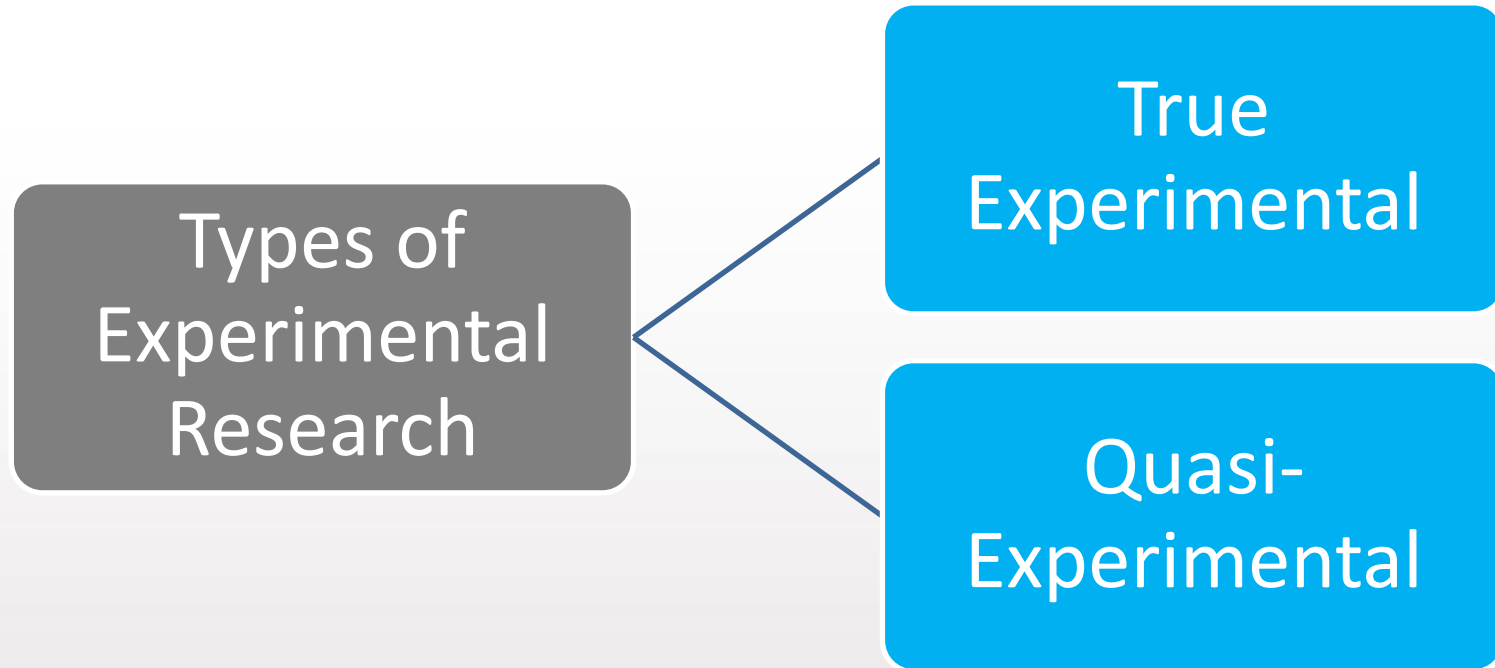 Types of
Experimental
Research
True
Experimental
Quasi-
Experimental